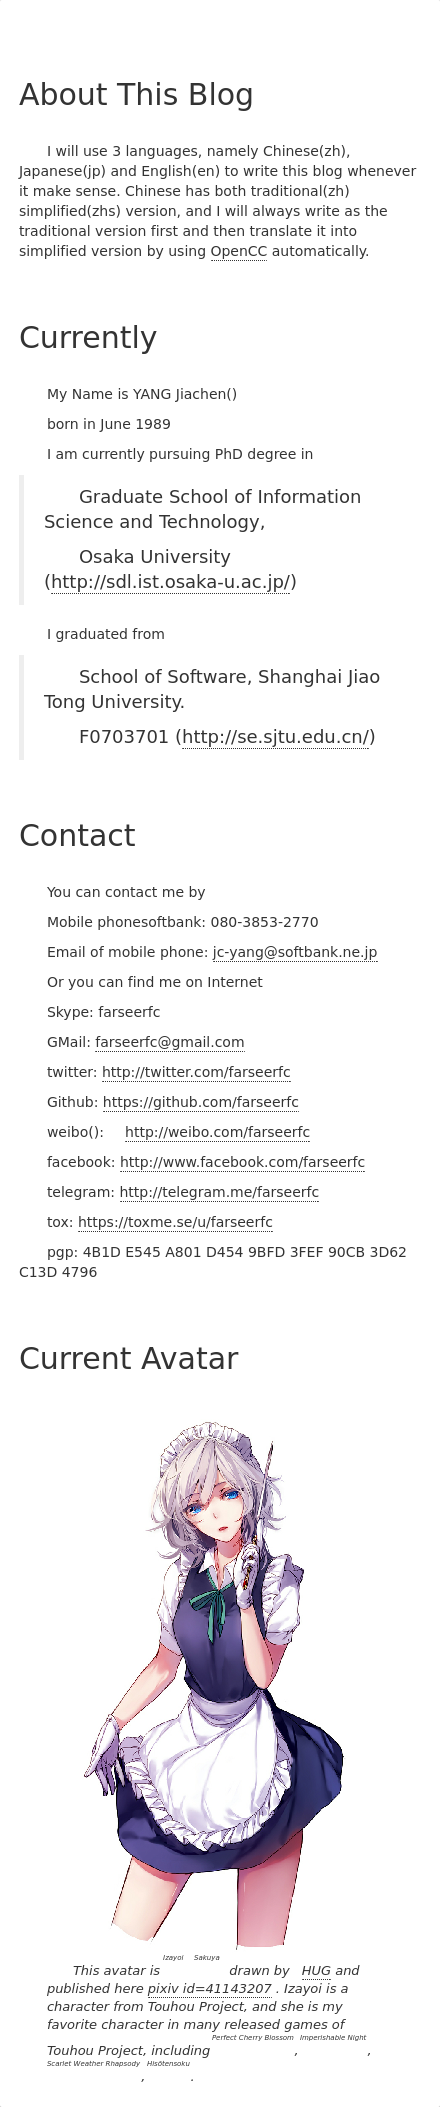 About This Blog
I will use 3 languages, namely Chinese(zh),
Japanese(jp) and English(en) to write this blog whenever
it make sense. Chinese has both traditional(zh)
simplified(zhs) version, and I will always write as the
traditional version first and then translate it into
simplified version by using OpenCC automatically.
Currently
My Name is YANG Jiachen()
born in June 1989
I am currently pursuing PhD degree in
Graduate School of Information
Science and Technology,
Osaka University
(http://sdl.ist.osaka-u.ac.jp/)
I graduated from
School of Software, Shanghai Jiao
Tong University.
F0703701 (http://se.sjtu.edu.cn/)
Contact
You can contact me by
Mobile phonesoftbank: 080-3853-2770
Email of mobile phone: jc-yang@softbank.ne.jp
Or you can find me on Internet
Skype: farseerfc
GMail: farseerfc@gmail.com
twitter: http://twitter.com/farseerfc
Github: https://github.com/farseerfc
weibo(): http://weibo.com/farseerfc
facebook: http://www.facebook.com/farseerfc
telegram: http://telegram.me/farseerfc
tox: https://toxme.se/u/farseerfc
pgp: 4B1D E545 A801 D454 9BFD 3FEF 90CB 3D62
C13D 4796
Current Avatar
Izayoi Sakuya
This avatar is drawn by HUG and
published here pixiv id=41143207 . Izayoi is a
character from Touhou Project, and she is my
favorite character in many released games of
Perfect Cherry Blossom Imperishable Night
Touhou Project, including , ,
Scarlet Weather Rhapsody Hisōtensoku
, .